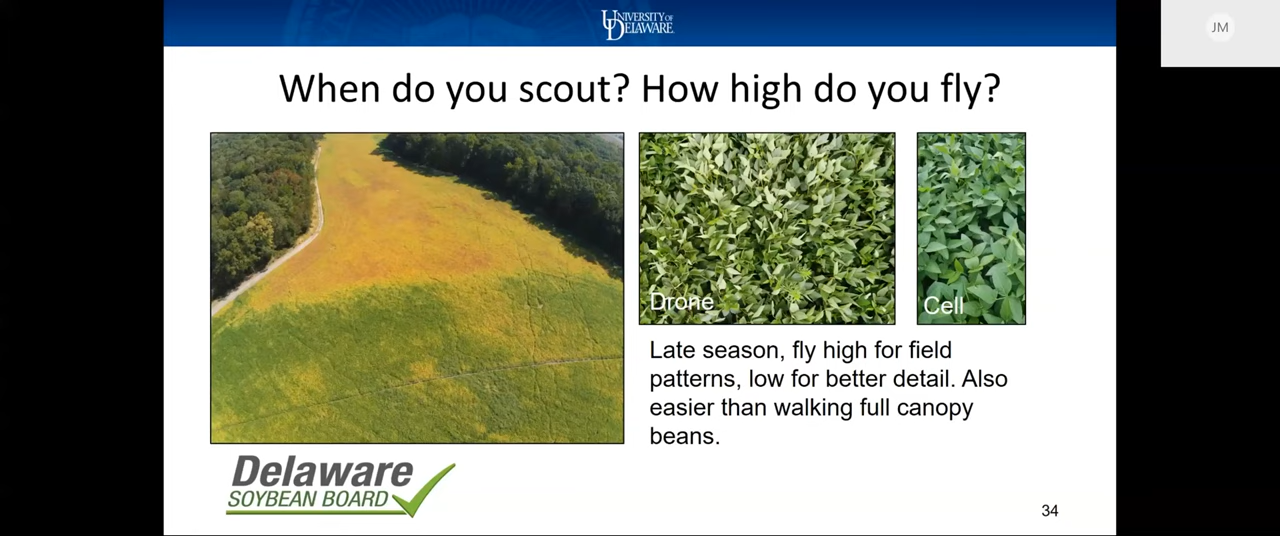 UNIVERSITY OF
DELAWARE
JM
When do you scout? How high do you fly?
Drone
Cell
Late season, fly high for field
patterns, low for better detail. Also
easier than walking full canopy
beans.
Delaware
SOYBEAN BOARD
34